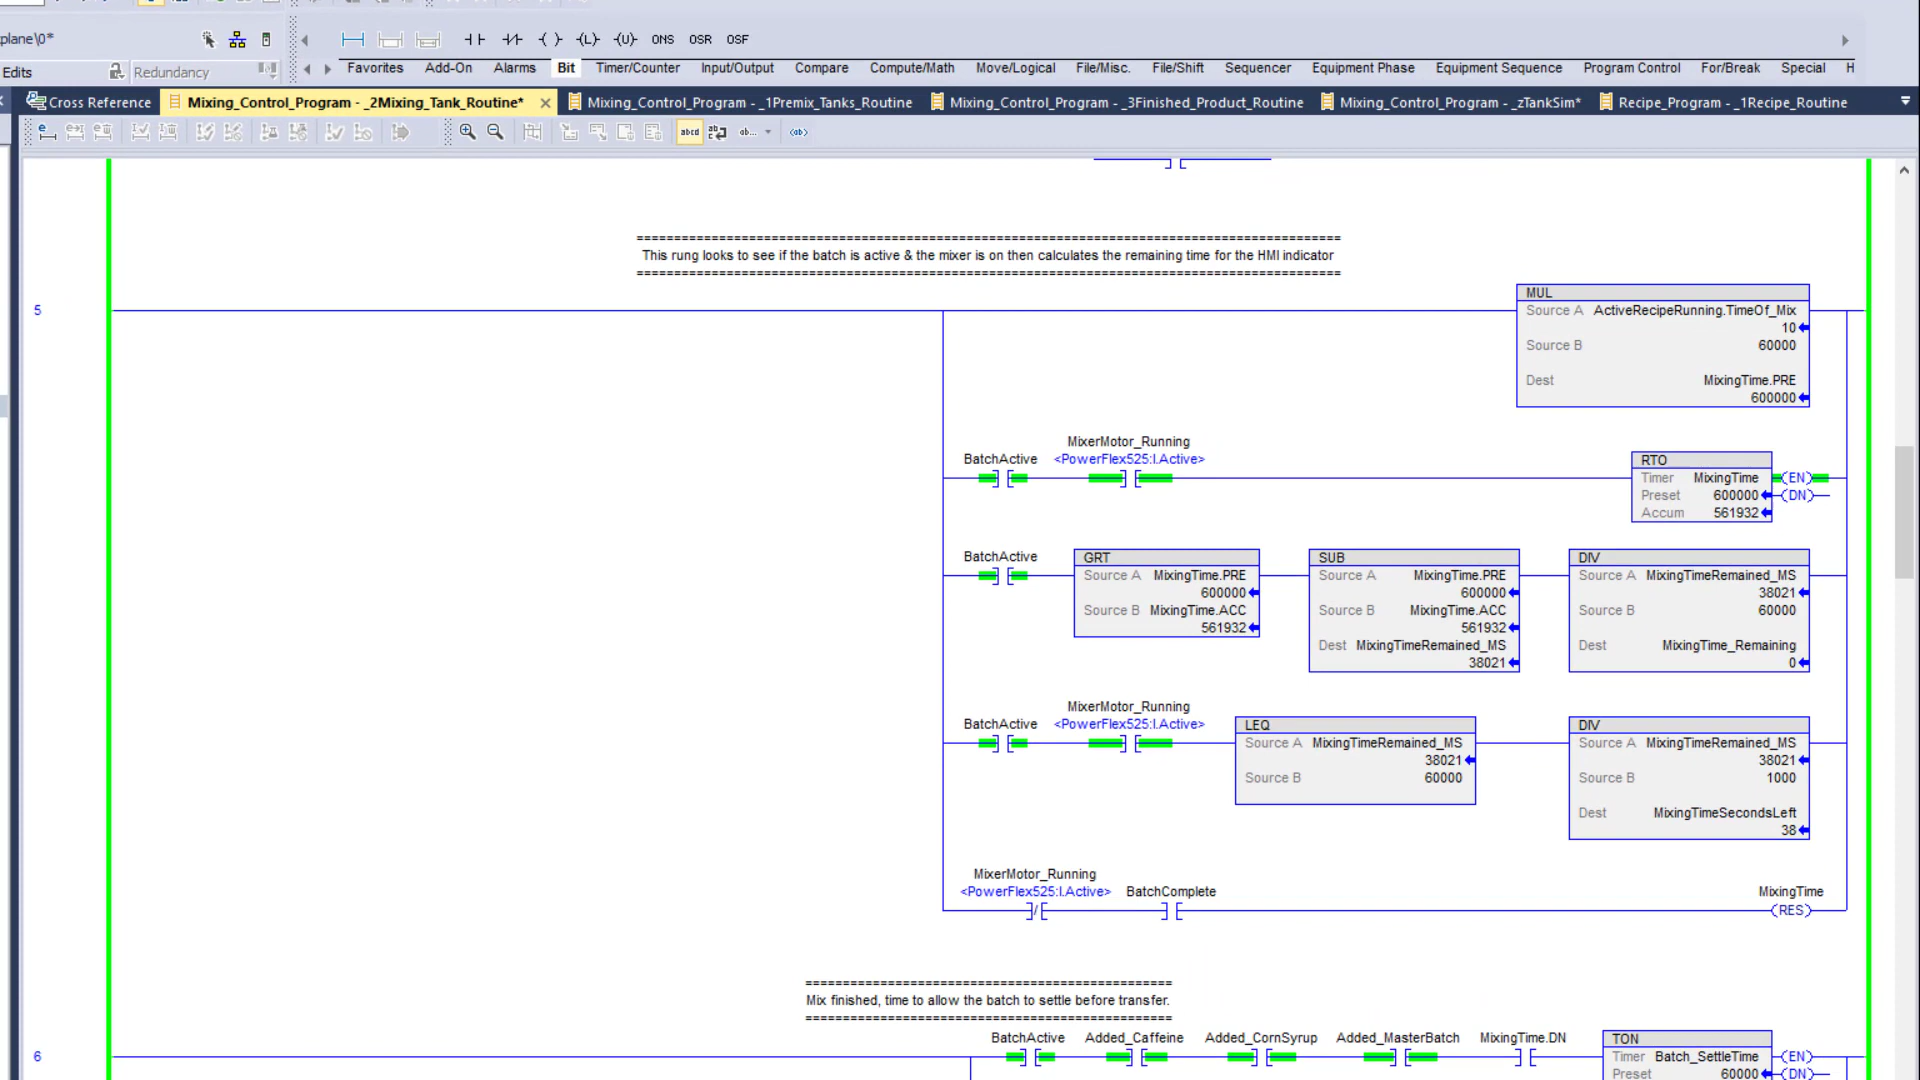 plane\0*
ONS OSR OSF
Edits
Redundancy
Favorites Add-On Alarms Bit Timer/Counter Input/Output Compare Compute/Math Move/Logical File/Misc. File/Shift Sequencer Equipment Phase Equipment Sequence Program Control For/Break Special H
Cross Reference
Mixing_Control_Program - _2Mixing_Tank_Routine*
Mixing_Control_Program - _1Premix_Tanks_Routine
Mixing_Control_Program - _3Finished_Product_Routine
Mixing_Control_Program - _zTankSim*
Recipe_Program - _1Recipe_Routine
=====
This rung looks to see if the batch is active & the mixer is on then calculates the remaining time for the HMI indicator
=====
5
MUL
Source A ActiveRecipeRunning.TimeOf_Mix
10
Source B 60000
Dest MixingTime.PRE
600000
BatchActive
MixerMotor_Running
<PowerFlex525:I.Active>
RTO
Timer MixingTime
Preset 600000
Accum 561932
(EN)
(DN)
BatchActive
GRT
Source A MixingTime.PRE
600000
Source B MixingTime.ACC
561932
SUB
Source A MixingTime.PRE
600000
Source B MixingTime.ACC
561932
Dest MixingTimeRemained_MS
38021
DIV
Source A MixingTimeRemained_MS
38021
Source B 60000
Dest MixingTime_Remaining
0
BatchActive
MixerMotor_Running
<PowerFlex525:I.Active>
LEQ
Source A MixingTimeRemained_MS
38021
Source B 60000
DIV
Source A MixingTimeRemained_MS
38021
Source B 1000
Dest MixingTimeSecondsLeft
38
MixerMotor_Running
<PowerFlex525:I.Active>
BatchComplete
MixingTime
(RES)
=====
Mix finished, time to allow the batch to settle before transfer.
=====
6
BatchActive Added_Caffeine Added_CornSyrup Added_MasterBatch MixingTime.DN
TON
Timer Batch_SettleTime
Preset 60000
(EN)
(DN)